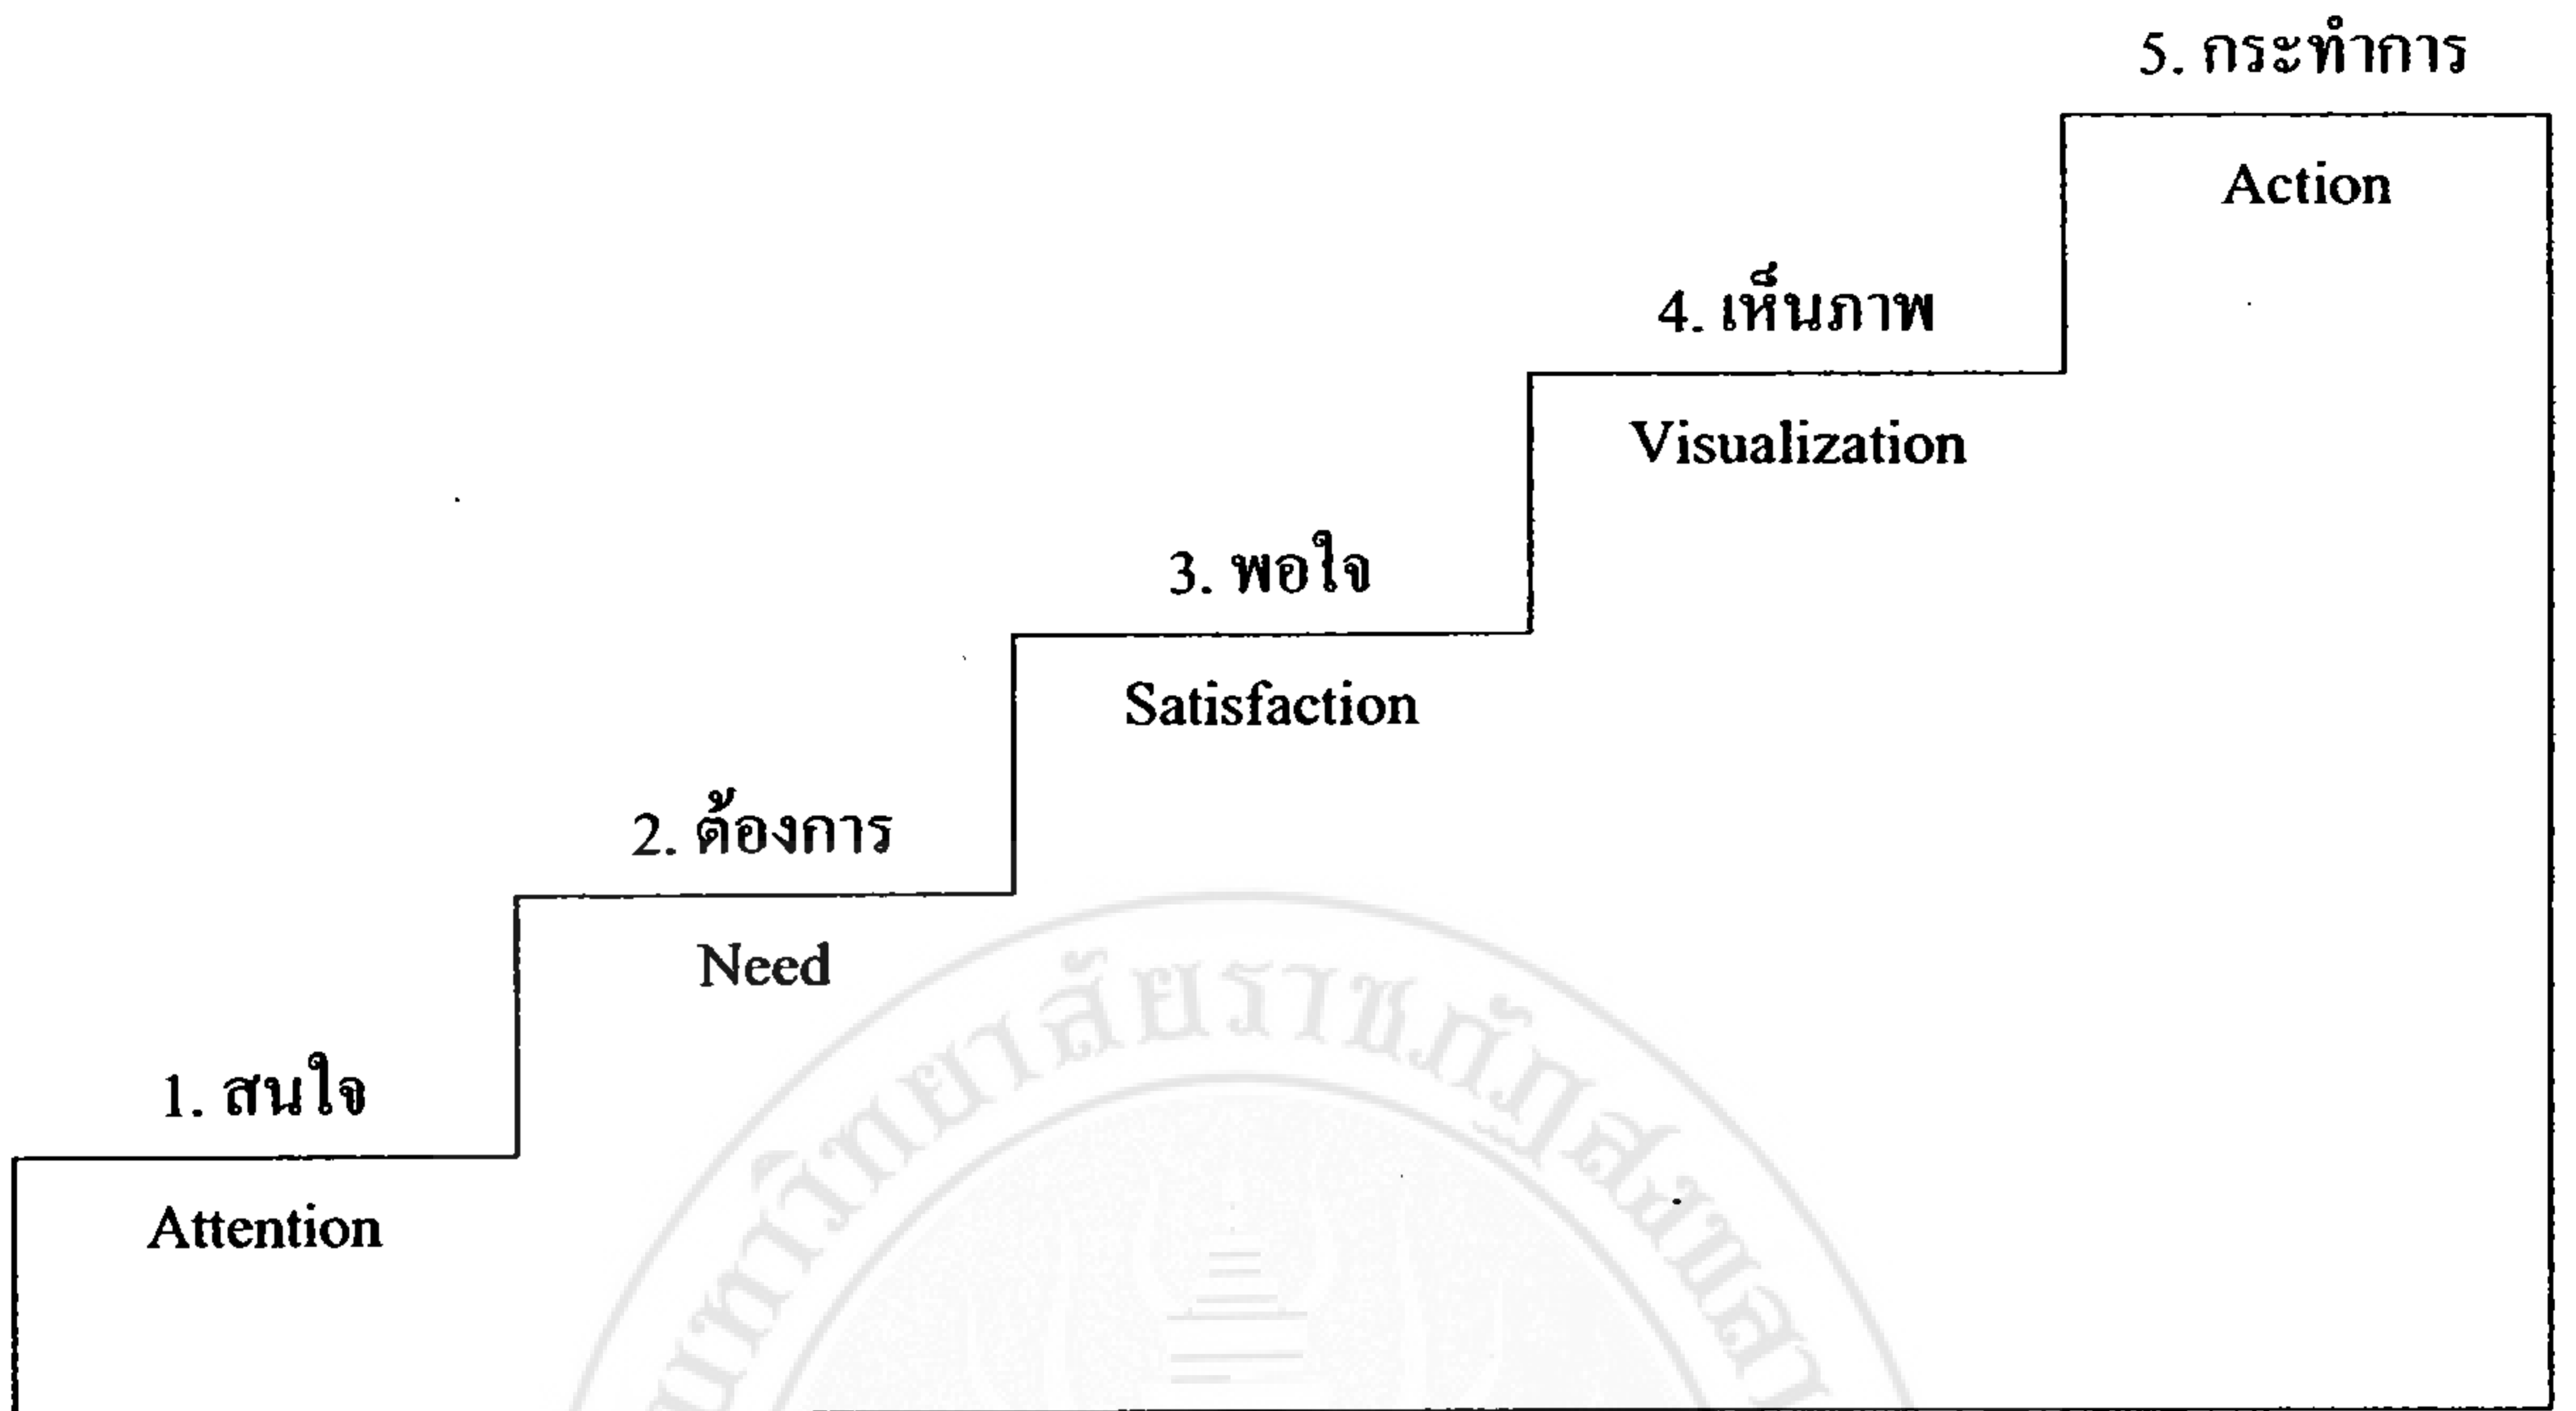 5. กระทำการ
Action
4. เห็นภาพ
Visualization
3. พอใจ
Satisfaction
2. ต้องการ
Need
1. สนใจ
Attention